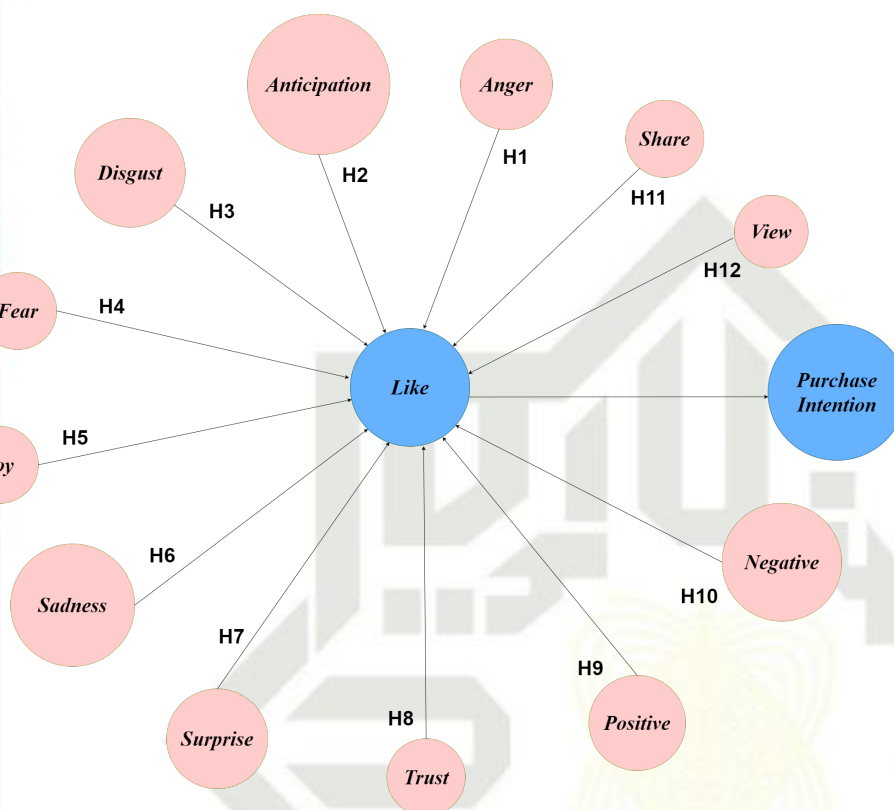 Anticipation
Anger
Share
Disgust
H1
H2
H11
H3
View
H12
Fear
H4
Like
Purchase
Intention
H5
oy
H6
Negative
H10
Sadness
H7
H9
H8
Positive
Surprise
Trust